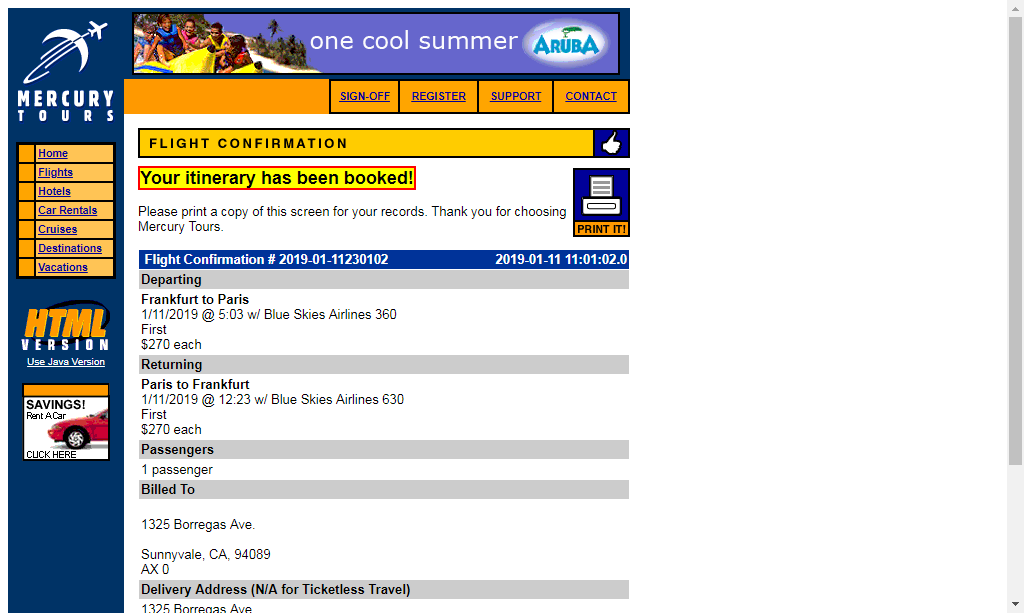 one cool summer
ARUBA
MERCURY
TOURS
SIGN-OFF
REGISTER
SUPPORT
CONTACT
Home
Flights
Hotels
Car Rentals
Cruises
Destinations
Vacations
HTML
VERSION
Use Java Version
SAVINGS!
Rent A Car
CLICK HERE
FLIGHT CONFIRMATION
Your itinerary has been booked!
PRINT IT!
Please print a copy of this screen for your records. Thank you for choosing
Mercury Tours.
Flight Confirmation # 2019-01-11230102 2019-01-11 11:01:02.0
Departing
Frankfurt to Paris
1/11/2019 @ 5:03 w/ Blue Skies Airlines 360
First
$270 each
Returning
Paris to Frankfurt
1/11/2019 @ 12:23 w/ Blue Skies Airlines 630
First
$270 each
Passengers
1 passenger
Billed To
1325 Borregas Ave.
Sunnyvale, CA, 94089
AX 0
Delivery Address (N/A for Ticketless Travel)
1325 Borregas Ave